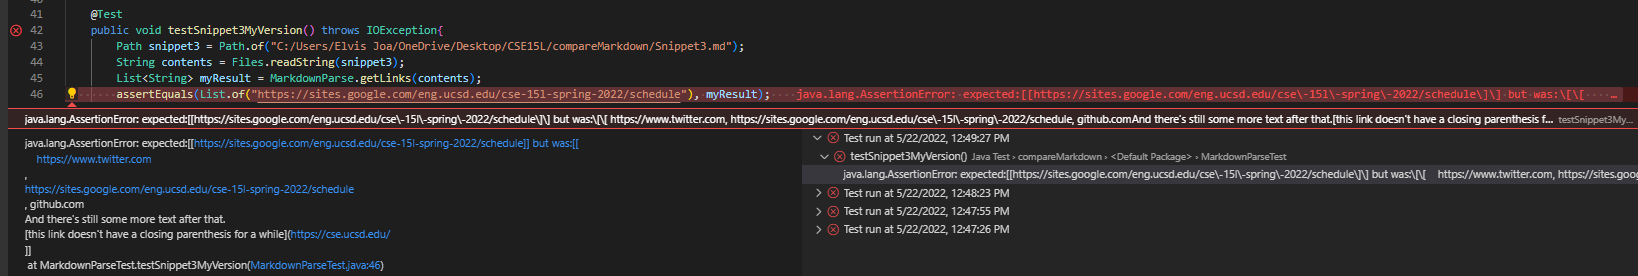 41 @Test
42 public void testSnippet3MyVersion() throws IOException{
43 Path snippet3 = Path.of("C:/Users/Elvis Joa/OneDrive/Desktop/CSE15L/compareMarkdown/Snippet3.md");
44 String contents = Files.readString(snippet3);
45 List<String> myResult = MarkdownParse.getLinks(contents);
46 assertEquals(List.of("https://sites.google.com/eng.ucsd.edu/cse-15l-spring-2022/schedule"), myResult); java.lang.AssertionError: expected:[[https://sites.google.com/eng.ucsd.edu/cse\-15l\-spring\-2022/schedule\]\] but was:\[\[ ...
java.lang.AssertionError: expected:[[https://sites.google.com/eng.ucsd.edu/cse\-15l\-spring\-2022/schedule\]\] but was:\[\[ https://www.twitter.com, https://sites.google.com/eng.ucsd.edu/cse\-15l\-spring\-2022/schedule, github.comAnd there's still some more text after that.[this link doesn't have a closing parenthesis f... testSnippet3My...
java.lang.AssertionError: expected:[[https://sites.google.com/eng.ucsd.edu/cse-15l-spring-2022/schedule]] but was:[[
https://www.twitter.com
,
https://sites.google.com/eng.ucsd.edu/cse-15l-spring-2022/schedule
, github.com
And there's still some more text after that.
[this link doesn't have a closing parenthesis for a while](https://cse.ucsd.edu/
]]
at MarkdownParseTest.testSnippet3MyVersion(MarkdownParseTest.java:46)
Test run at 5/22/2022, 12:49:27 PM
testSnippet3MyVersion() Java Test > compareMarkdown > <Default Package> > MarkdownParseTest
java.lang.AssertionError: expected:[[https://sites.google.com/eng.ucsd.edu/cse\-15l\-spring\-2022/schedule\]\] but was:\[\[ https://www.twitter.com, https://sites.goog
Test run at 5/22/2022, 12:48:23 PM
Test run at 5/22/2022, 12:47:55 PM
Test run at 5/22/2022, 12:47:26 PM